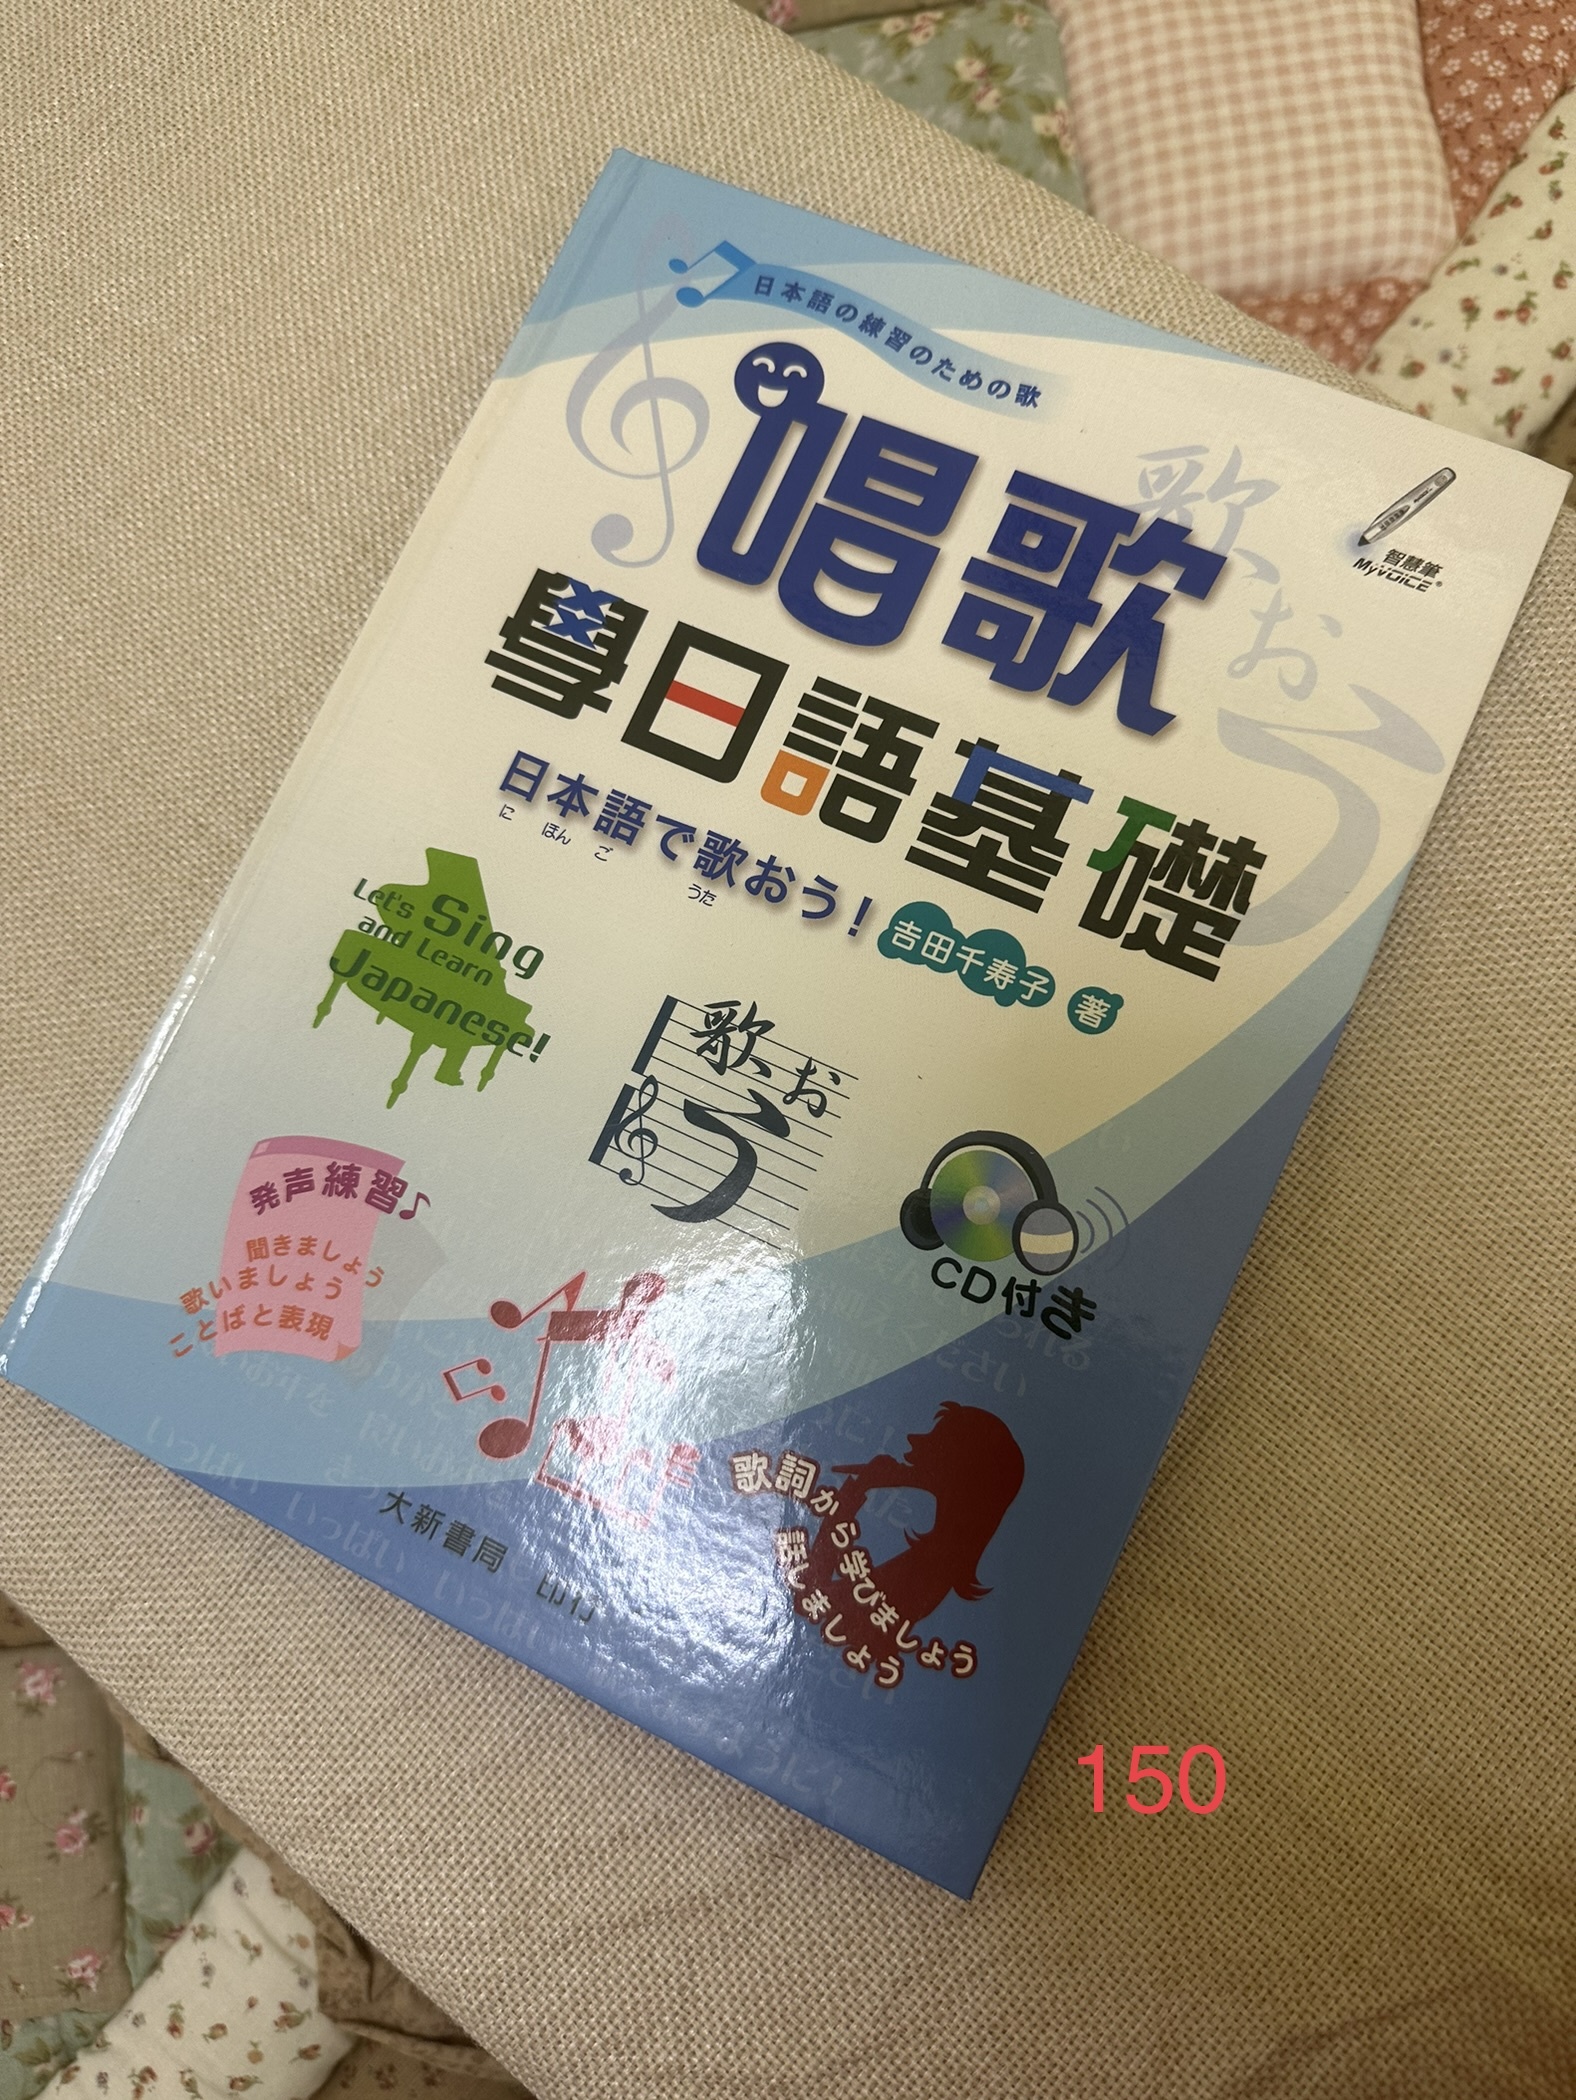 日本語の練習のための歌
唱歌
歌おう
智慧筆
MyVOICE®
學日語基礎
日本語で歌おう!
に ほん ご うた
吉田千寿子 著
Let's Sing
and Learn
Japanese!
歌お
う
発声練習♪
聞きましょう
歌いましょう
ことばと表現
CD付き
歌詞から学びましょう
話しましょう
大新書局 印行
150